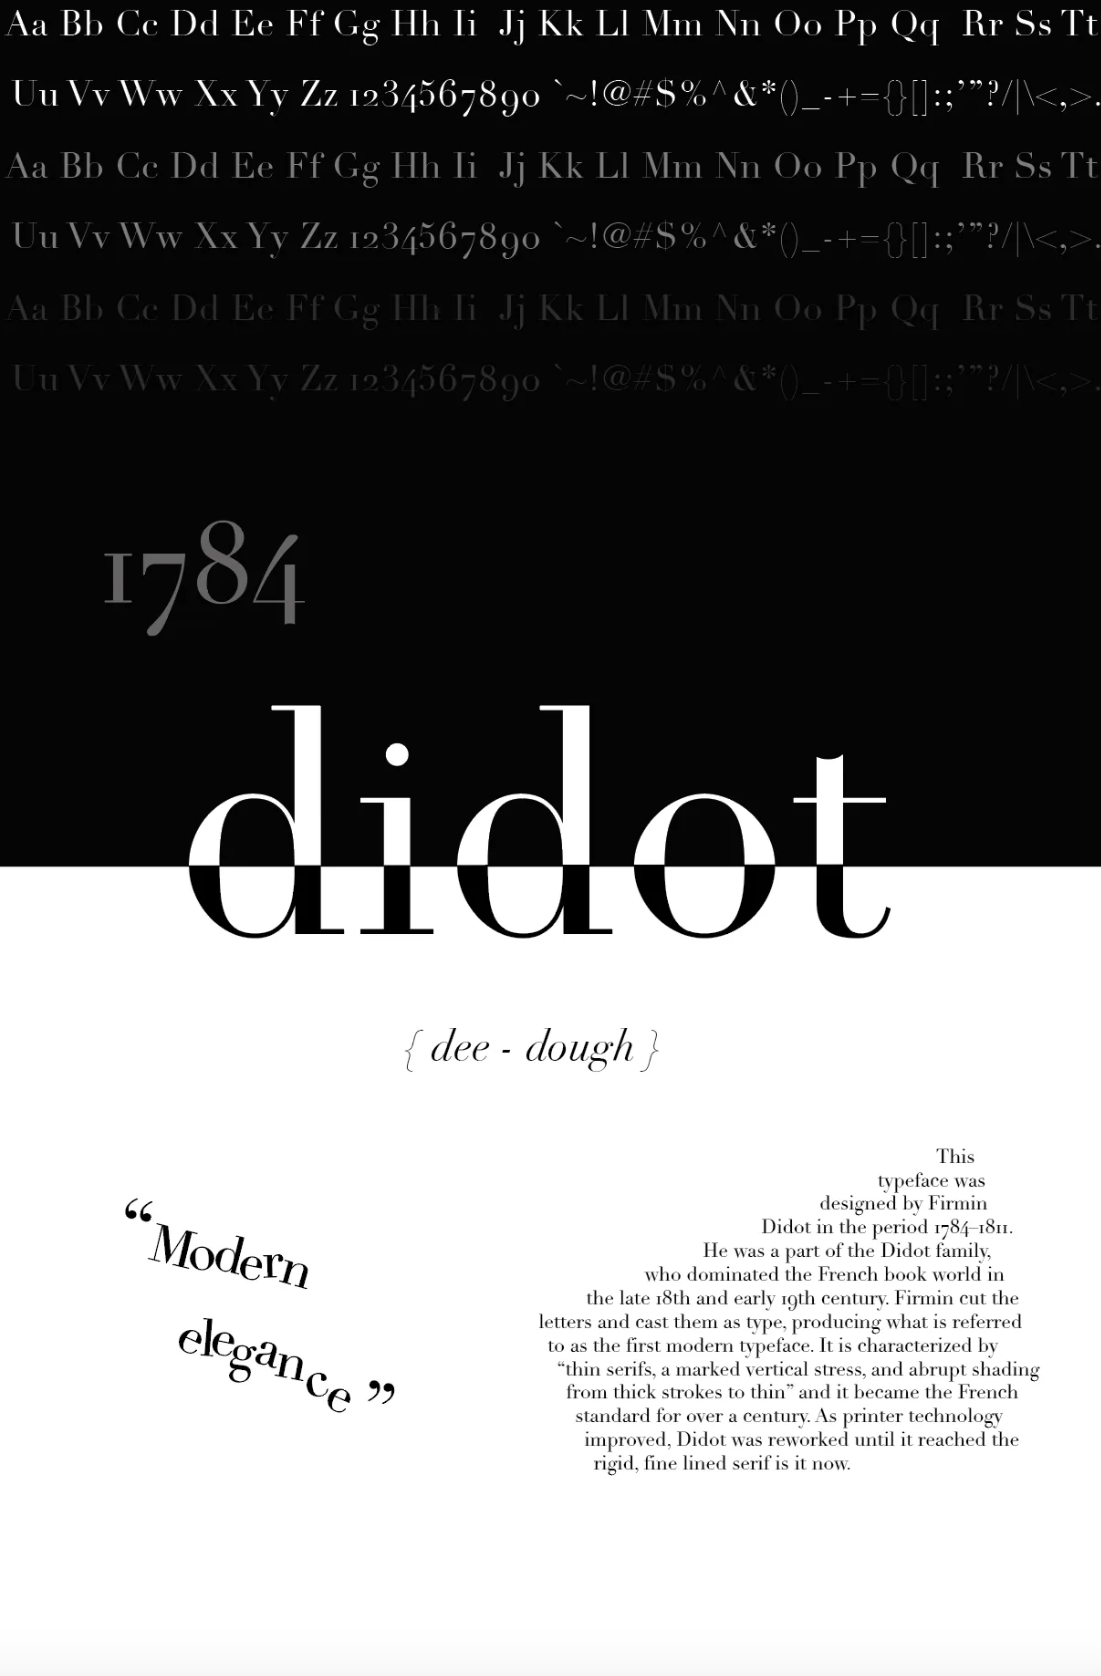 Aa Bb Cc Dd Ee Ff Gg Hh Ii Jj Kk Ll Mm Nn Oo Pp Qq Rr Ss Tt
Uu Vv Ww Xx Yy Zz 1234567890 `~!@#$%^&*()_-+={}[]:;’”?/|\<,>.
Aa Bb Cc Dd Ee Ff Gg Hh Ii Jj Kk Ll Mm Nn Oo Pp Qq Rr Ss Tt
Uu Vv Ww Xx Yy Zz 1234567890 `~!@#$%^&*()_-+={}[]:;’”?/|\<,>.
Aa Bb Cc Dd Ee Ff Gg Hh Ii Jj Kk Ll Mm Nn Oo Pp Qq Rr Ss Tt
Uu Vv Ww Xx Yy Zz 1234567890 `~!@#$%^&*()_-+={}[]:;’”?/|\<,>.
1784
didot
{ dee - dough }
“Modern
elegance”
This
typeface was
designed by Firmin
Didot in the period 1784–1811.
He was a part of the Didot family,
who dominated the French book world in
the late 18th and early 19th century. Firmin cut the
letters and cast them as type, producing what is referred
to as the first modern typeface. It is characterized by
“thin serifs, a marked vertical stress, and abrupt shading
from thick strokes to thin” and it became the French
standard for over a century. As printer technology
improved, Didot was reworked until it reached the
rigid, fine lined serif is it now.